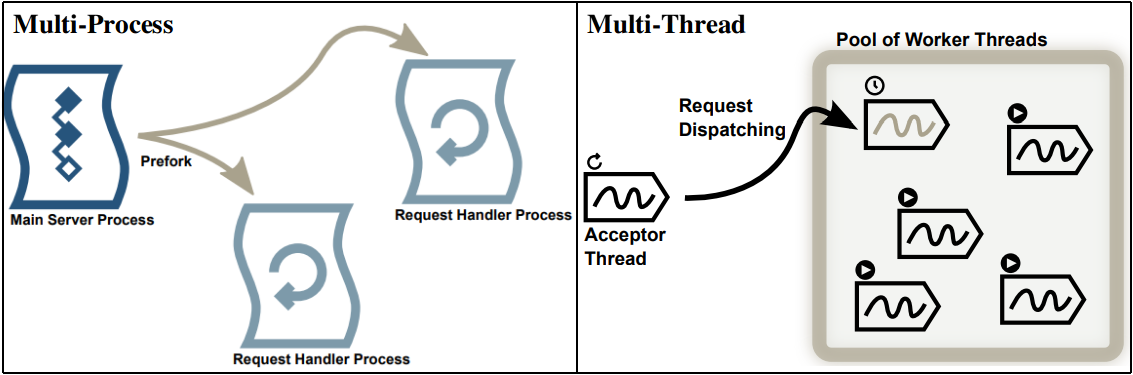 Multi-Process
Prefork
Main Server Process
Request Handler Process
Request Handler Process
Multi-Thread
Pool of Worker Threads
Request
Dispatching
Acceptor
Thread